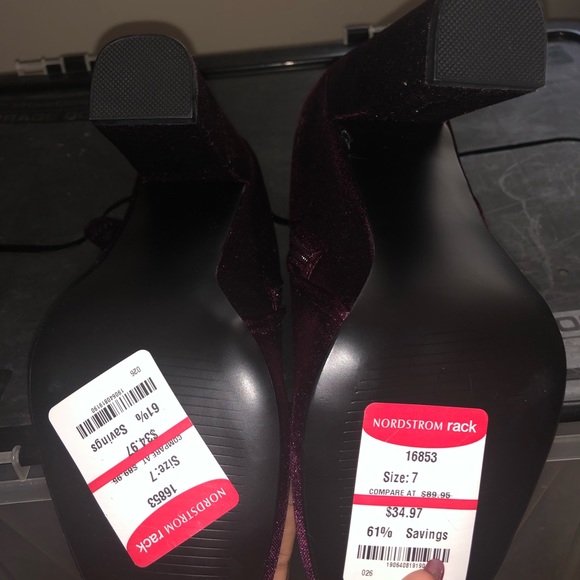 026
190640819190
61% Savings
$34.97
COMPARE AT $89.95
Size: 7
16853
NORDSTROM rack
NORDSTROM rack
16853
Size: 7
COMPARE AT $89.95
$34.97
61% Savings
026